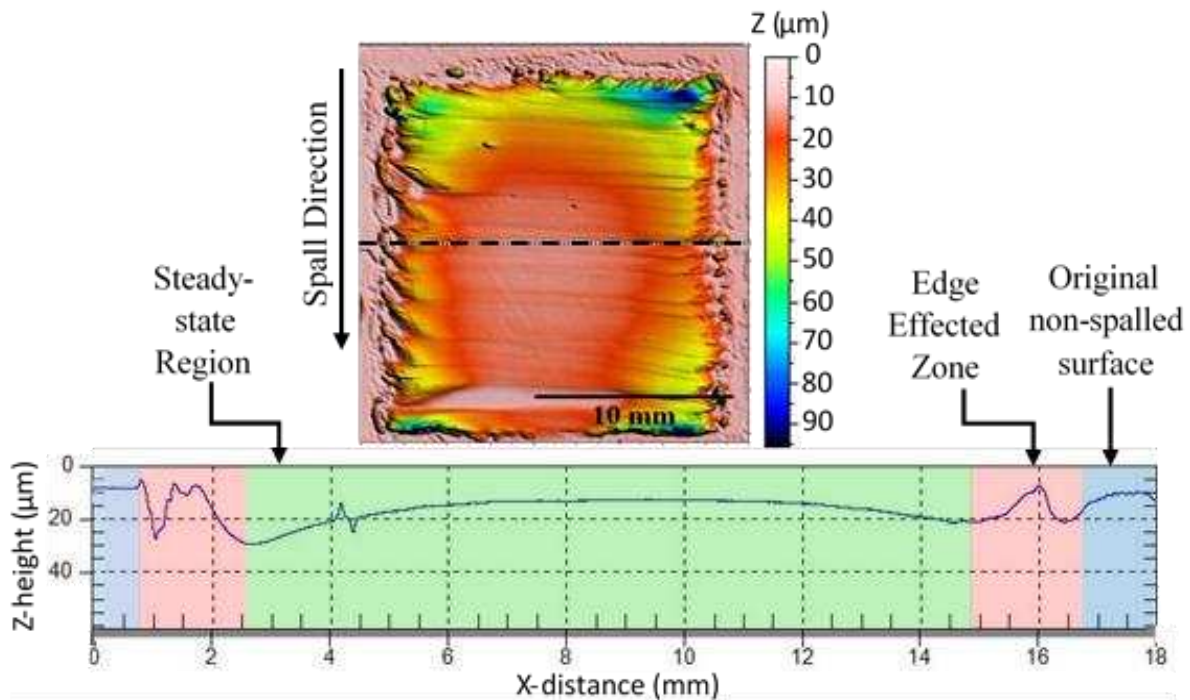 Z (µm)
0
10
20
30
40
50
60
70
80
90
Spall Direction
10 mm
Steady-
state
Region
Edge
Effected
Zone
Original
non-spalled
surface
Z-height (µm)
0
20
40
0 2 4 6 8 10 12 14 16 18
X-distance (mm)